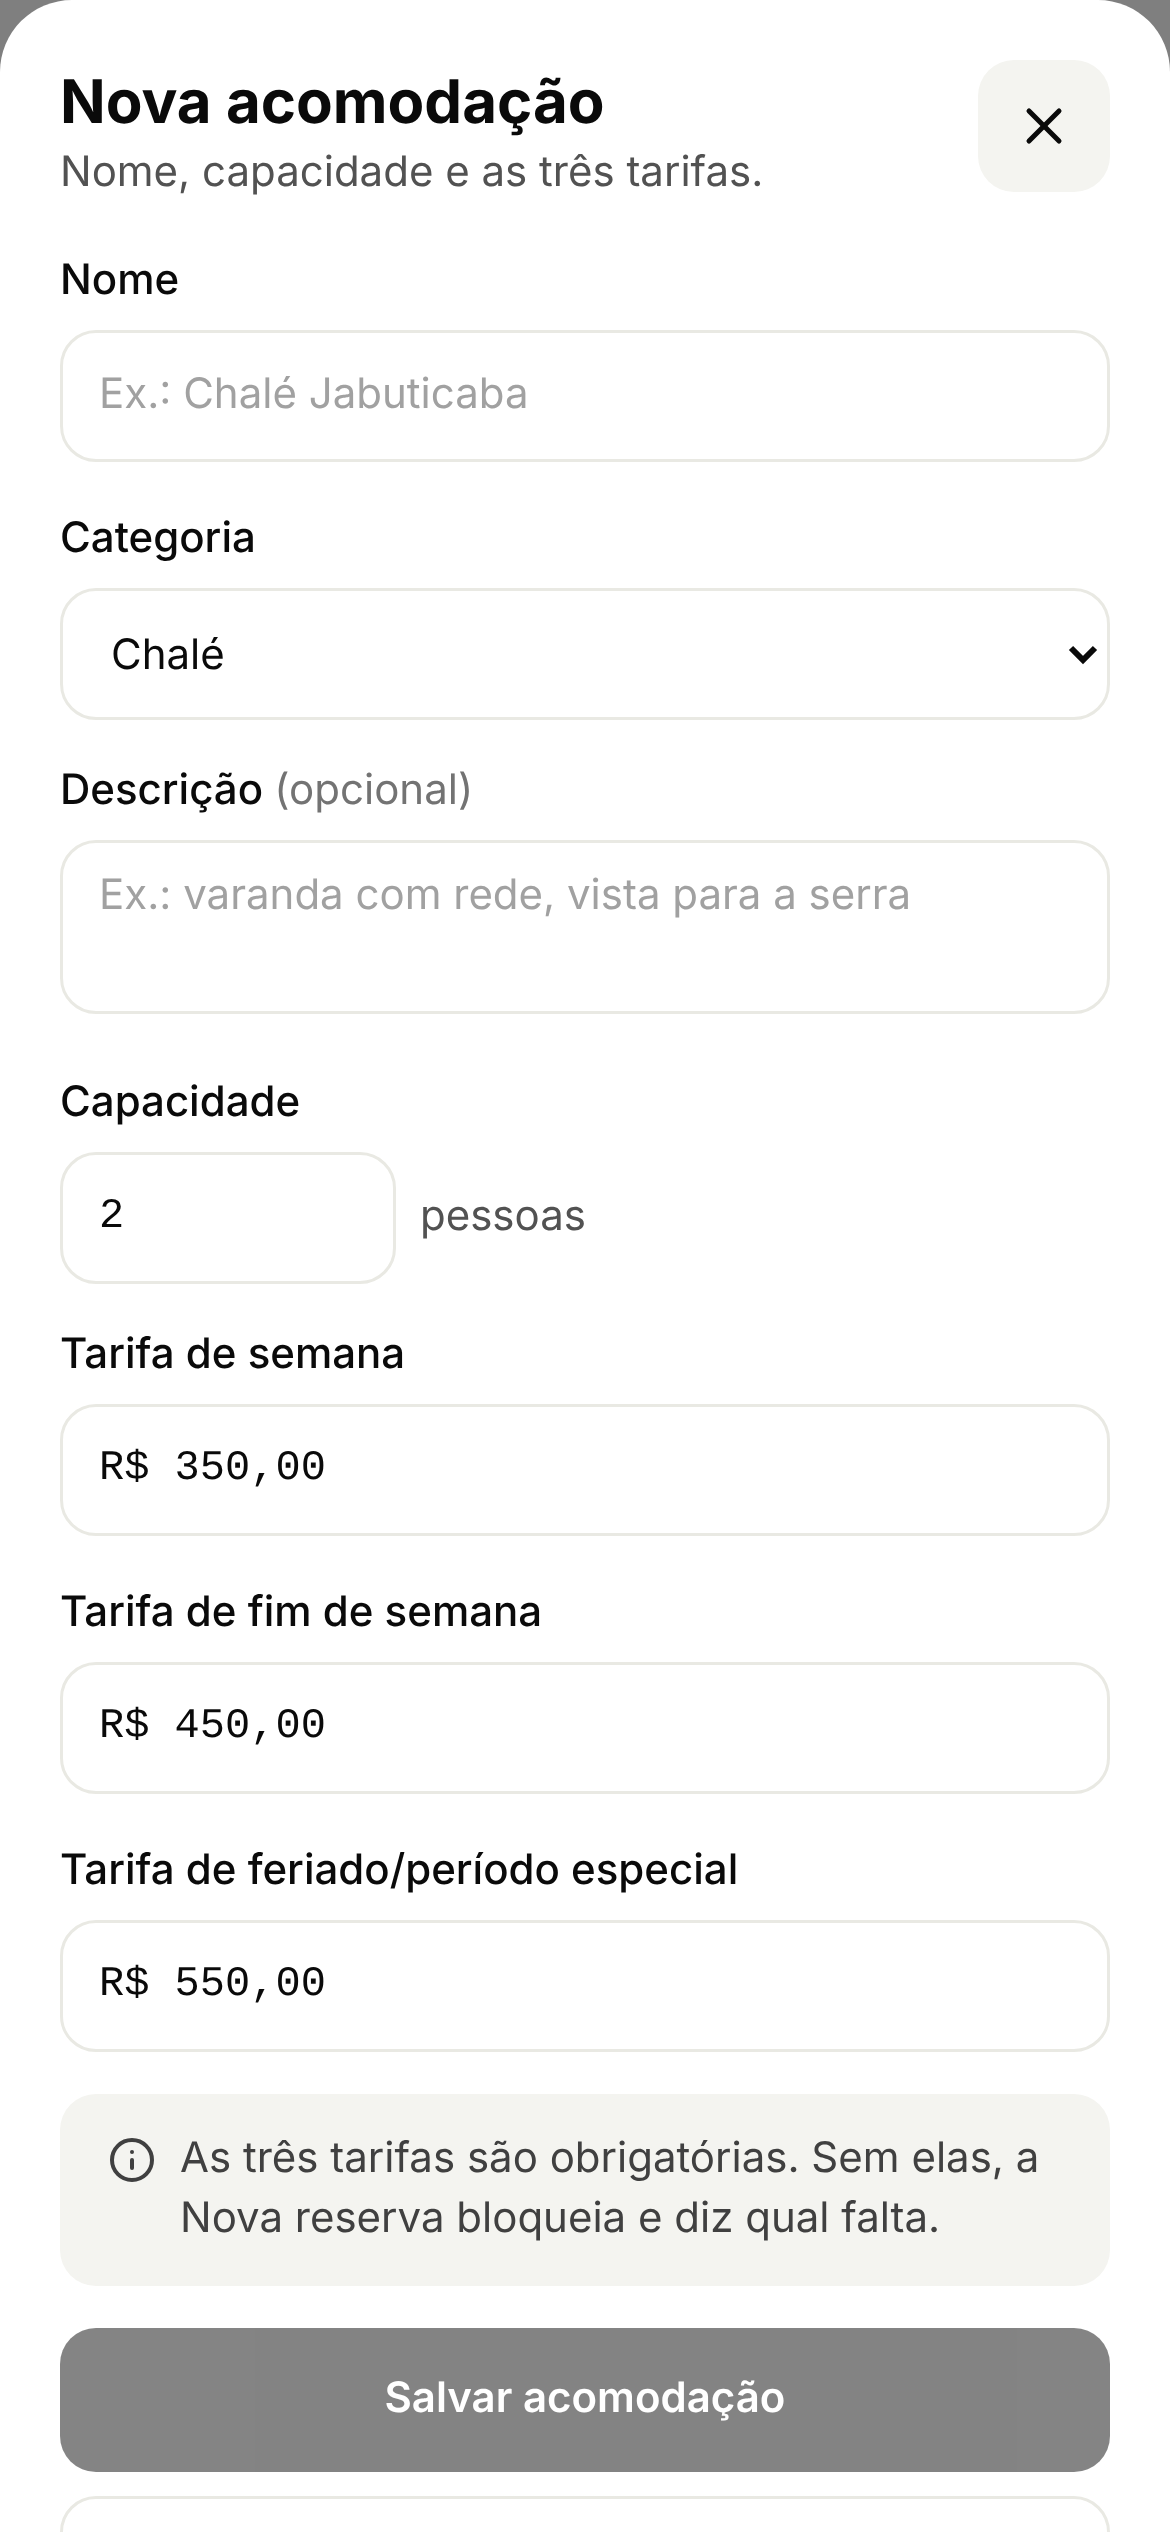 Nova acomodação
Nome, capacidade e as três tarifas.
Nome
Ex.: Chalé Jabuticaba
Categoria
Chalé
Descrição (opcional)
Ex.: varanda com rede, vista para a serra
Capacidade
2 pessoas
Tarifa de semana
R$ 350,00
Tarifa de fim de semana
R$ 450,00
Tarifa de feriado/período especial
R$ 550,00
As três tarifas são obrigatórias. Sem elas, a
Nova reserva bloqueia e diz qual falta.
Salvar acomodação